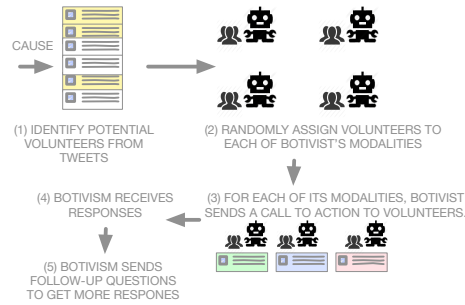 CAUSE
(1) IDENTIFY POTENTIAL
VOLUNTEERS FROM
TWEETS
(2) RANDOMLY ASSIGN VOLUNTEERS TO
EACH OF BOTIVIST'S MODALITIES
(3) FOR EACH OF ITS MODALITIES, BOTIVIST
SENDS A CALL TO ACTION TO VOLUNTEERS.
(4) BOTIVISM RECEIVES
RESPONSES
(5) BOTIVISM SENDS
FOLLOW-UP QUESTIONS
TO GET MORE RESPONES